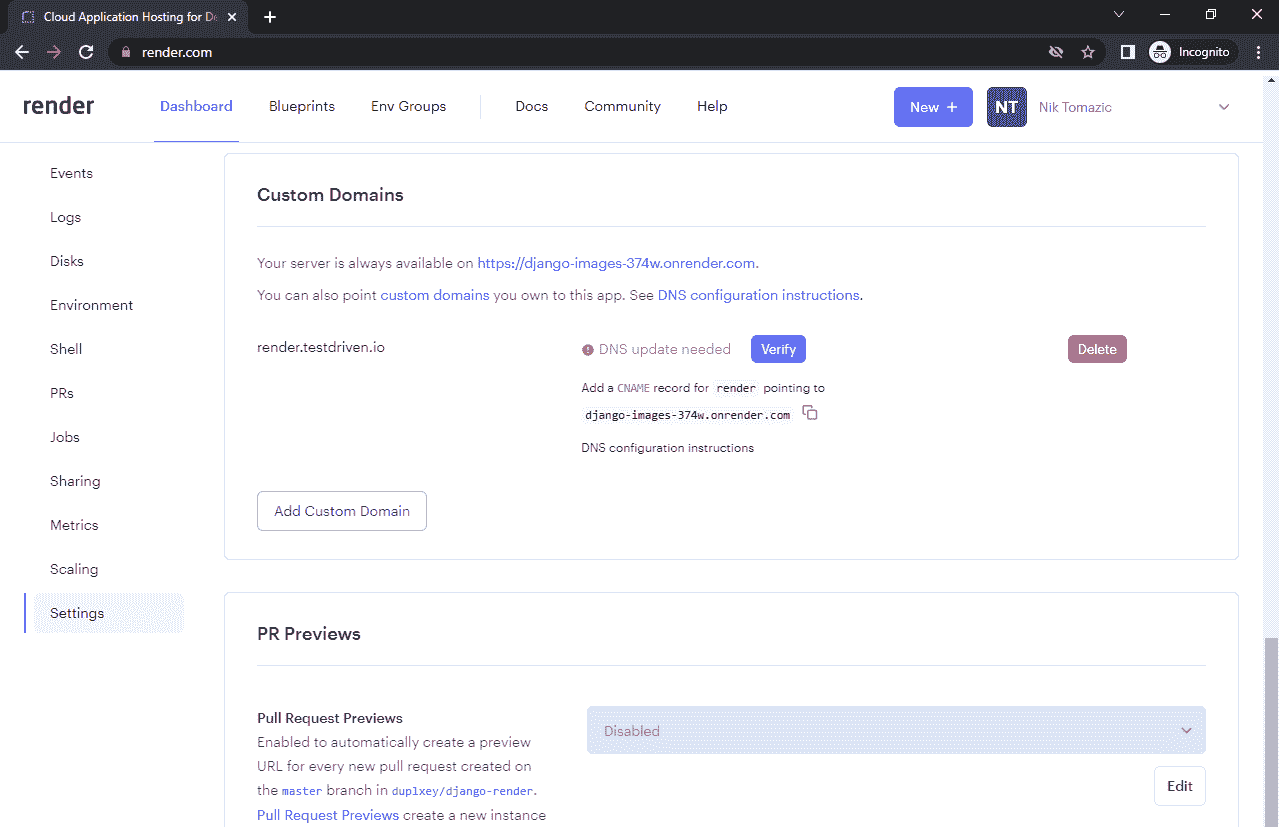 Cloud Application Hosting for De
render.com
Incognito
render
Dashboard
Blueprints
Env Groups
Docs
Community
Help
New +
NT
Nik Tomazic
Events
Logs
Disks
Environment
Shell
PRs
Jobs
Sharing
Metrics
Scaling
Settings
Custom Domains
Your server is always available on https://django-images-374w.onrender.com.
You can also point custom domains you own to this app. See DNS configuration instructions.
render.testdriven.io
DNS update needed
Verify
Delete
Add a CNAME record for render pointing to
django-images-374w.onrender.com
DNS configuration instructions
Add Custom Domain
PR Previews
Pull Request Previews
Enabled to automatically create a preview
URL for every new pull request created on
the master branch in duplxey/django-render.
Pull Request Previews create a new instance
Disabled
Edit